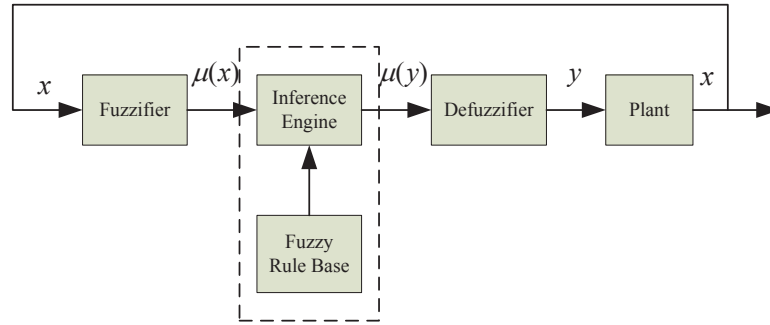 x
Fuzzifier
μ(x)
Inference
Engine
μ(y)
Defuzzifier
y
Plant
x
Fuzzy
Rule Base